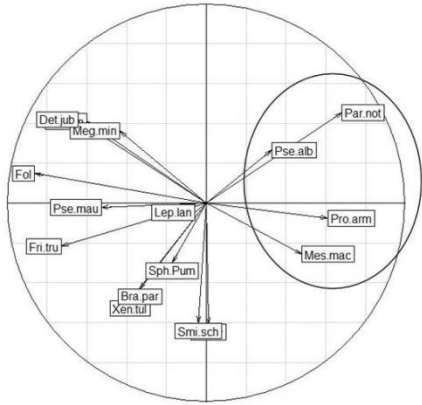 Par.not
Det.jub
Meg.min
Pse.alb
Fol
Pse.mau
Lep.lan
Pro.arm
Fri.tru
Mes.mac
Sph.Pum
Bra.par
Xen.tul
Smi.sch